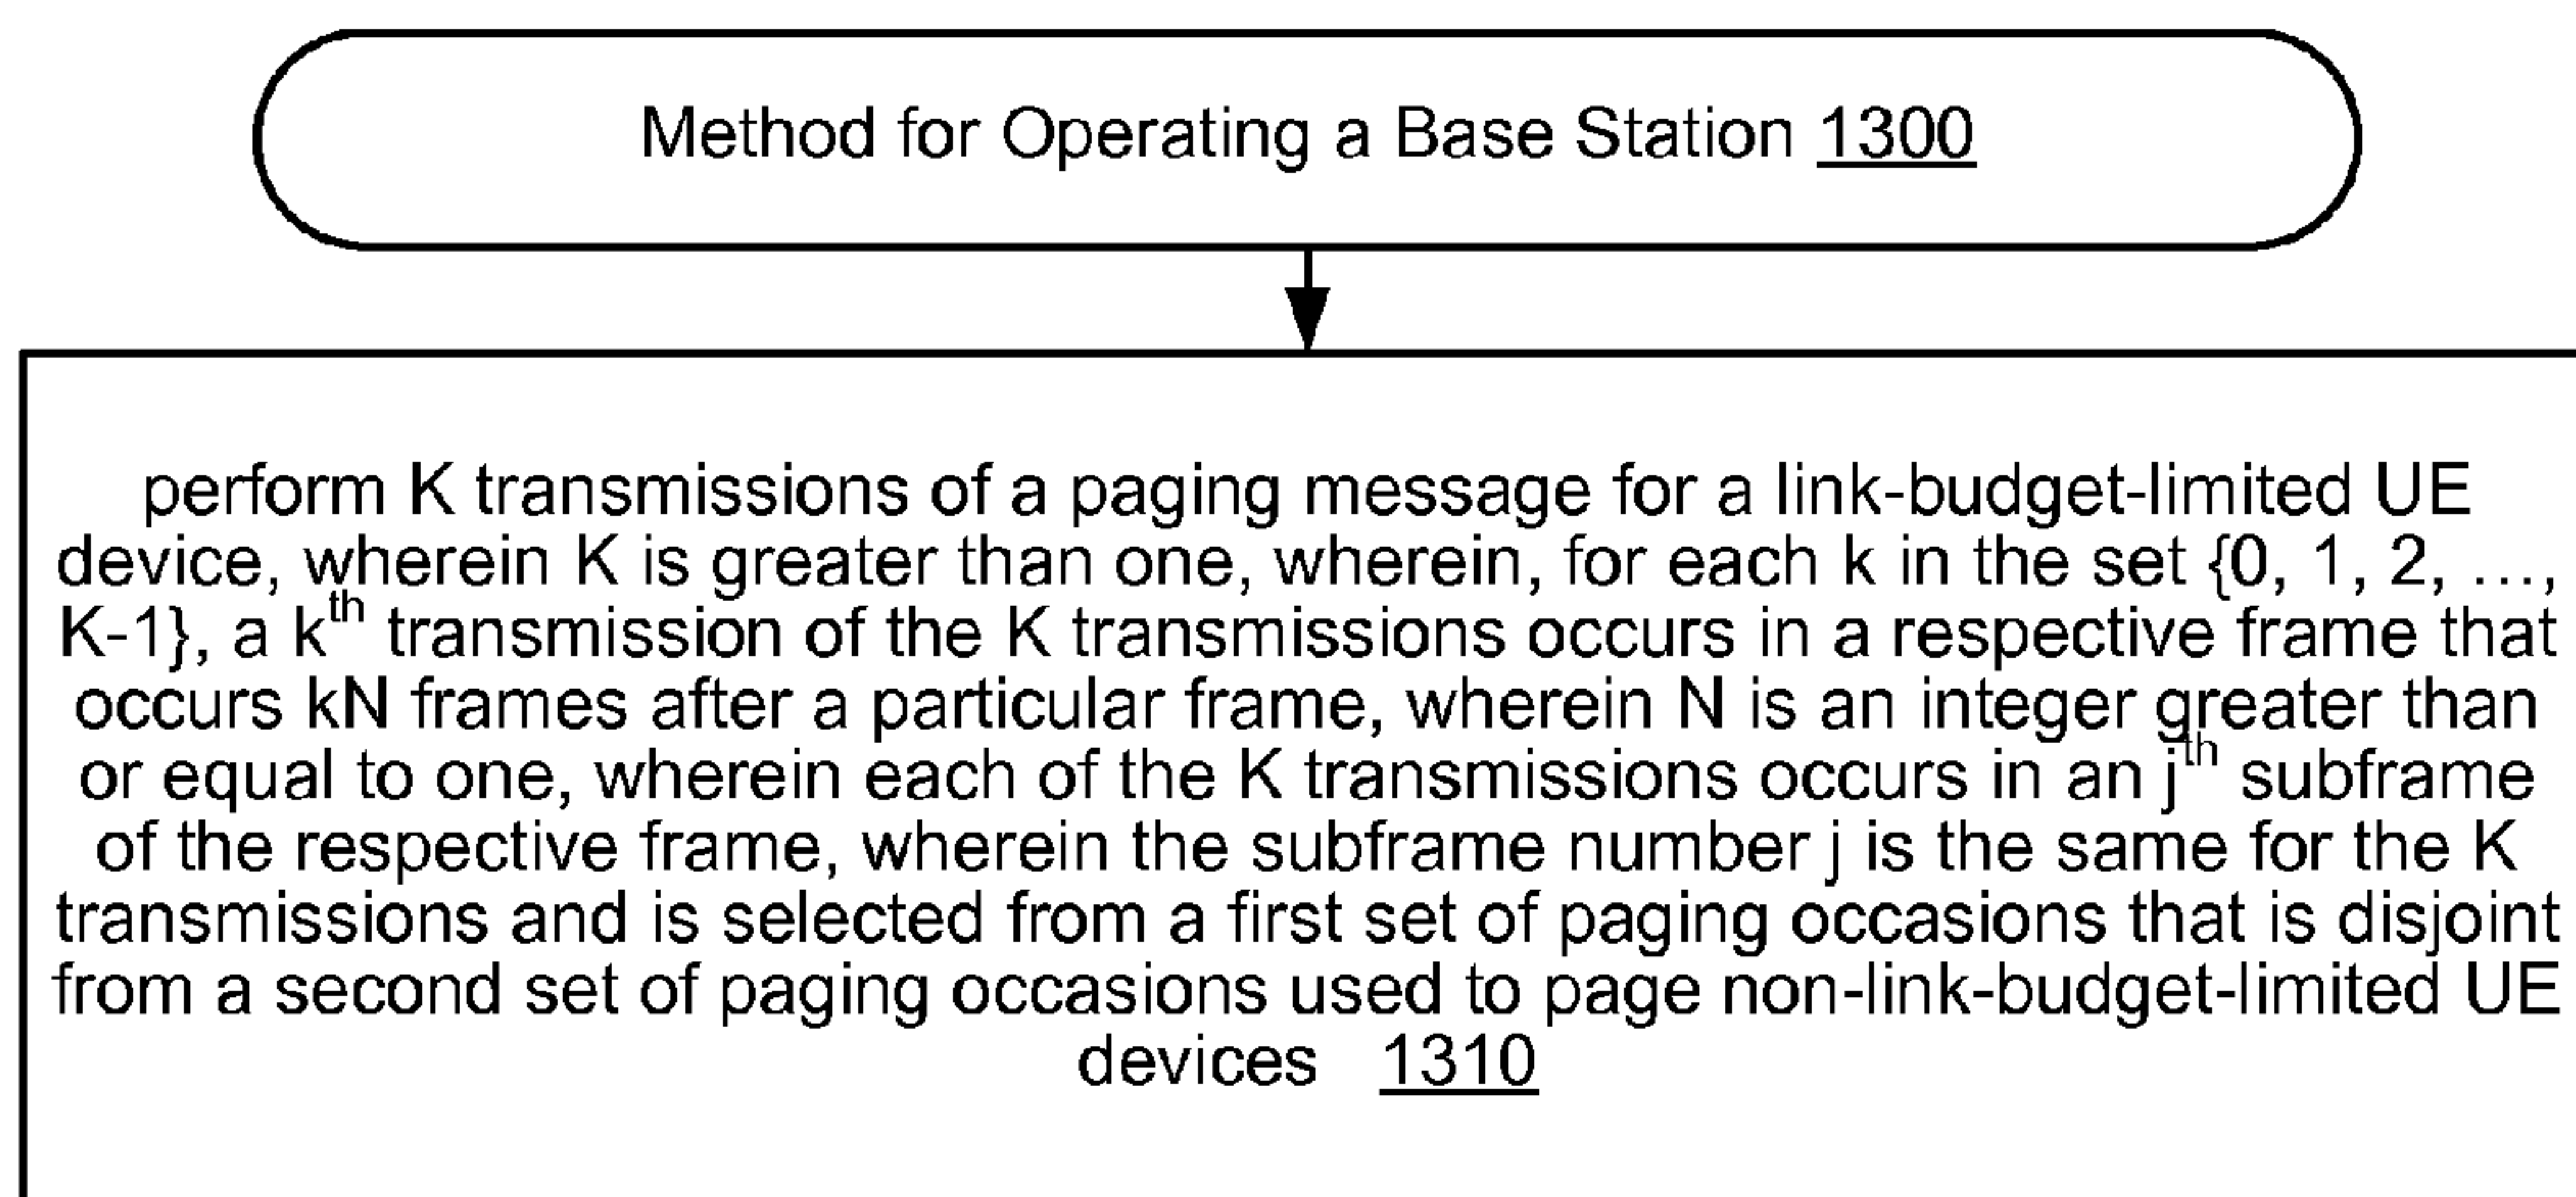 Method for Operating a Base Station 1300
perform K transmissions of a paging message for a link-budget-limited UE
device, wherein K is greater than one, wherein, for each k in the set {0, 1, 2, …,
K-1}, a kth transmission of the K transmissions occurs in a respective frame that
occurs kN frames after a particular frame, wherein N is an integer greater than
or equal to one, wherein each of the K transmissions occurs in an jth subframe
of the respective frame, wherein the subframe number j is the same for the K
transmissions and is selected from a first set of paging occasions that is disjoint
from a second set of paging occasions used to page non-link-budget-limited UE
devices 1310